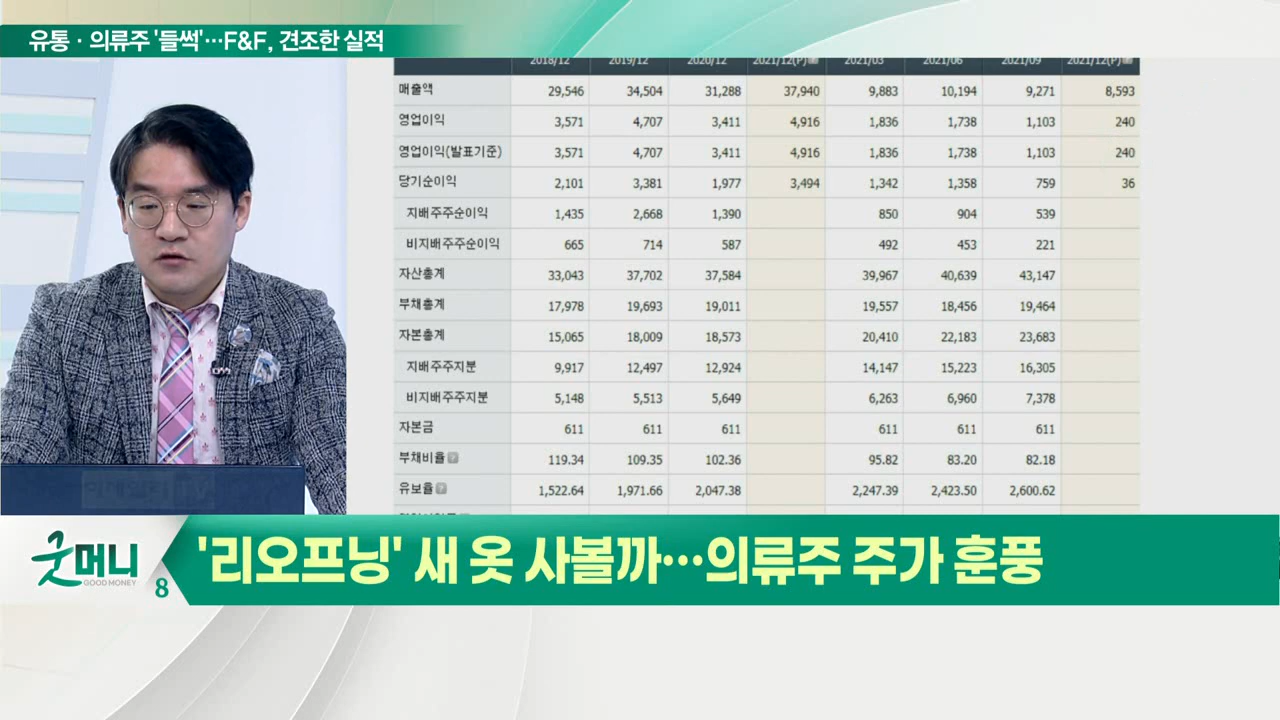 유통·의류주 '들썩'…F&F, 견조한 실적
2018/12 2019/12 2020/12 2021/12(P) 2021/03 2021/06 2021/09 2021/12(P)
매출액 29,546 34,504 31,288 37,940 9,883 10,194 9,271 8,593
영업이익 3,571 4,707 3,411 4,916 1,836 1,738 1,103 240
영업이익(발표기준) 3,571 4,707 3,411 4,916 1,836 1,738 1,103 240
당기순이익 2,101 3,381 1,977 3,494 1,342 1,358 759 36
지배주주순이익 1,435 2,668 1,390 850 904 539
비지배주주순이익 665 714 587 492 453 221
자산총계 33,043 37,702 37,584 39,967 40,639 43,147
부채총계 17,978 19,693 19,011 19,557 18,456 19,464
자본총계 15,065 18,009 18,573 20,410 22,183 23,683
지배주주지분 9,917 12,497 12,924 14,147 15,223 16,305
비지배주주지분 5,148 5,513 5,649 6,263 6,960 7,378
자본금 611 611 611 611 611 611
부채비율 119.34 109.35 102.36 95.82 83.20 82.18
유보율 1,522.64 1,971.66 2,047.38 2,247.39 2,423.50 2,600.62
이데일리 TV
굿머니
GOOD MONEY
8
'리오프닝' 새 옷 사볼까…의류주 주가 훈풍